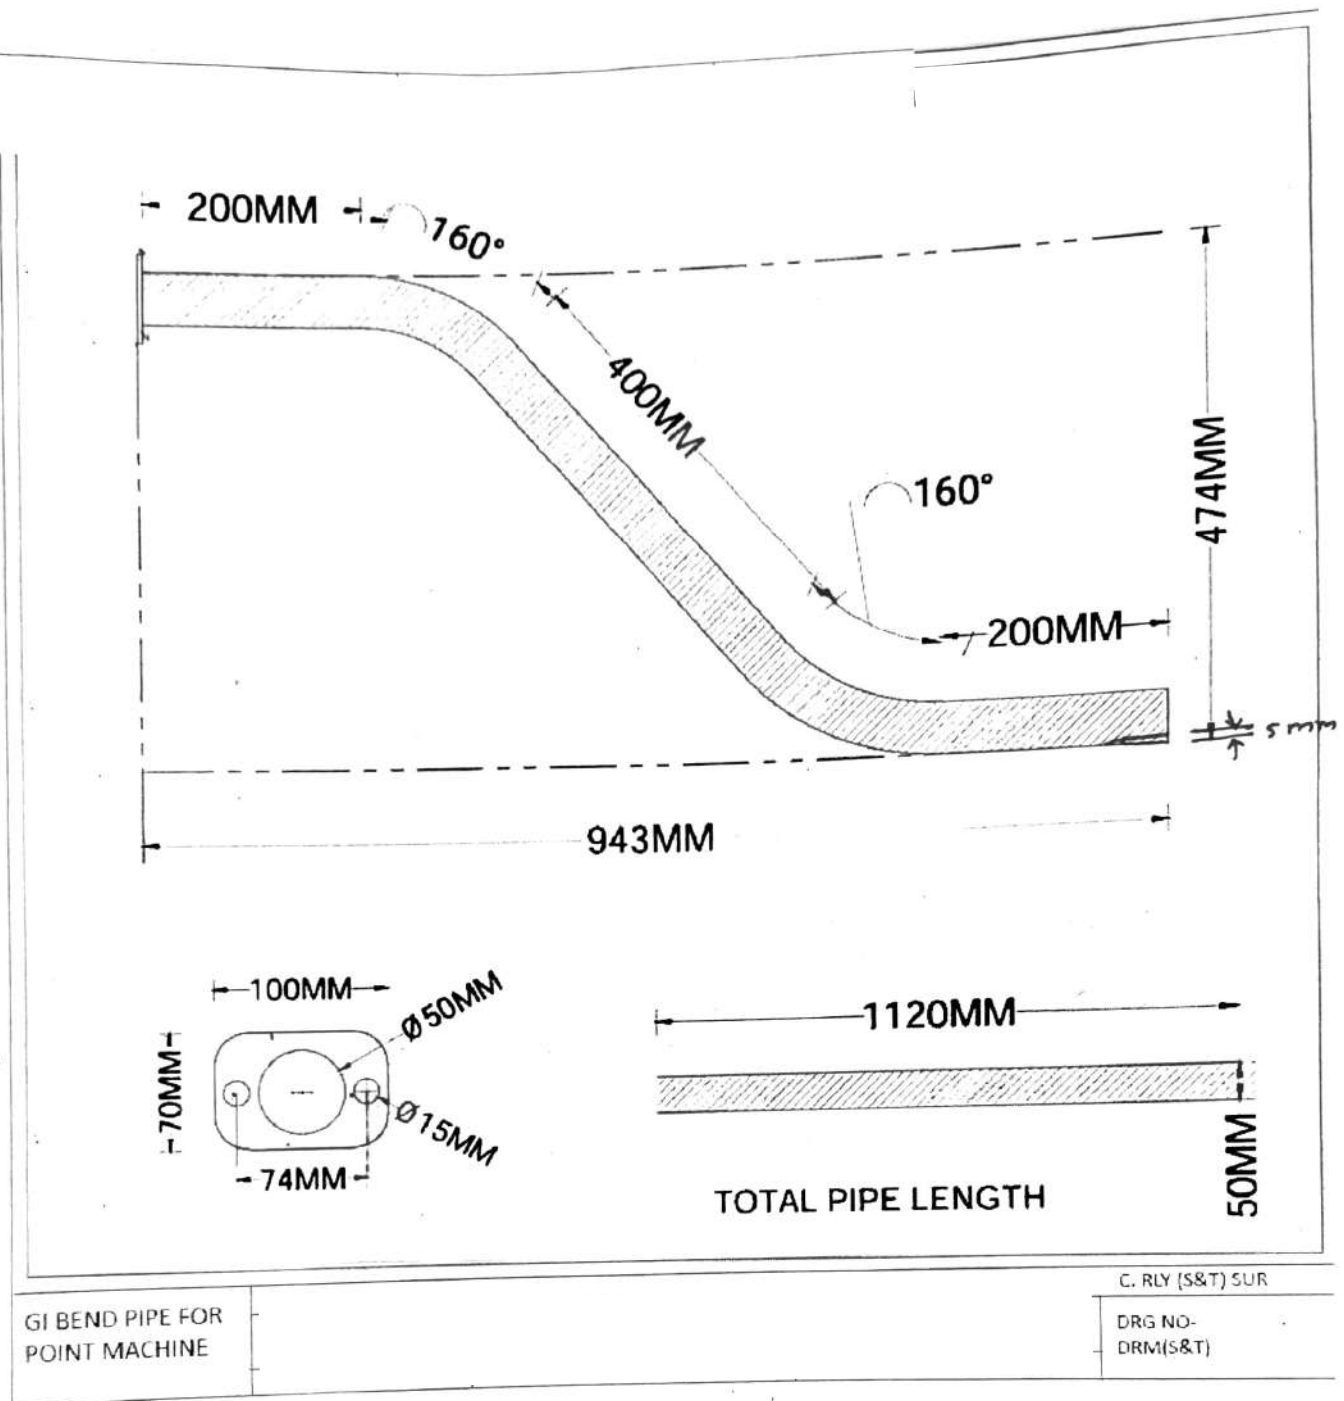 200MM
160°
400MM
474MM
160°
200MM
5 mm
943MM
100MM
Ø50MM
70MM
Ø15MM
74MM
1120MM
50MM
TOTAL PIPE LENGTH
GI BEND PIPE FOR
POINT MACHINE
C. RLY (S&T) SUR
DRG NO-
DRM(S&T)